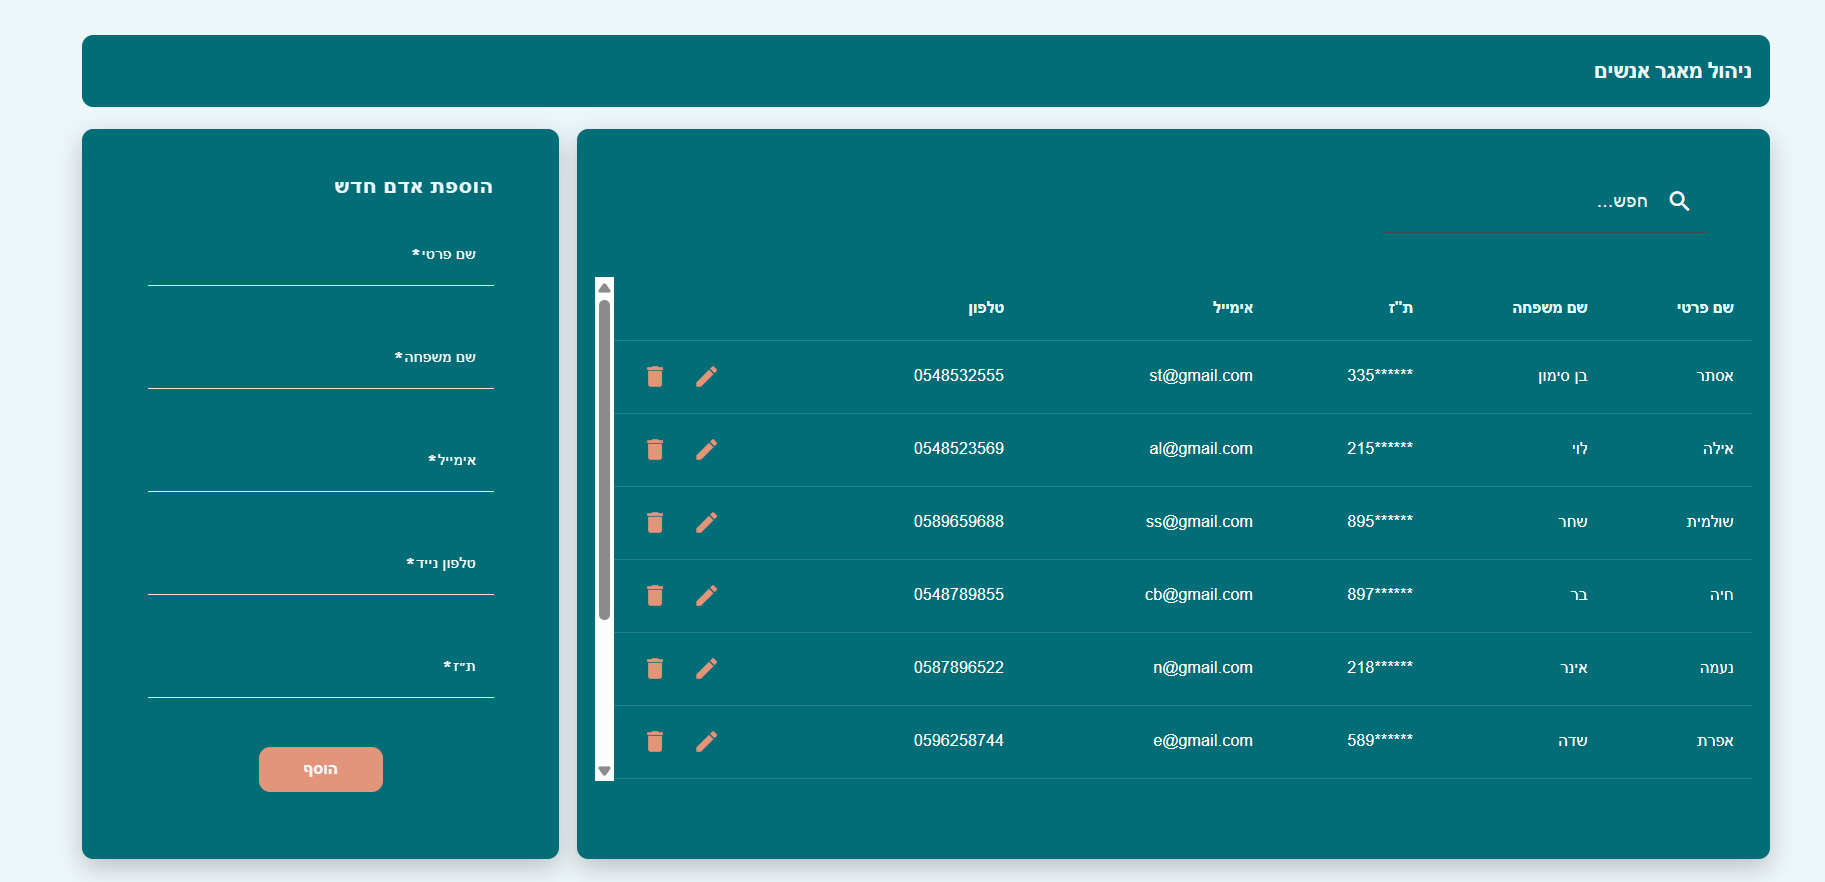 ניהול מאגר אנשים
חפש...
שם פרטי שם משפחה ת"ז אימייל טלפון
אסתר בן סימון 335****** st@gmail.com 0548532555
אילה לוי 215****** al@gmail.com 0548523569
שולמית שחר 895****** ss@gmail.com 0589659688
חיה בר 897****** cb@gmail.com 0548789855
נעמה אינר 218****** n@gmail.com 0587896522
אפרת שדה 589****** e@gmail.com 0596258744
הוספת אדם חדש
שם פרטי*
שם משפחה*
אימייל*
טלפון נייד*
ת״ז*
הוסף